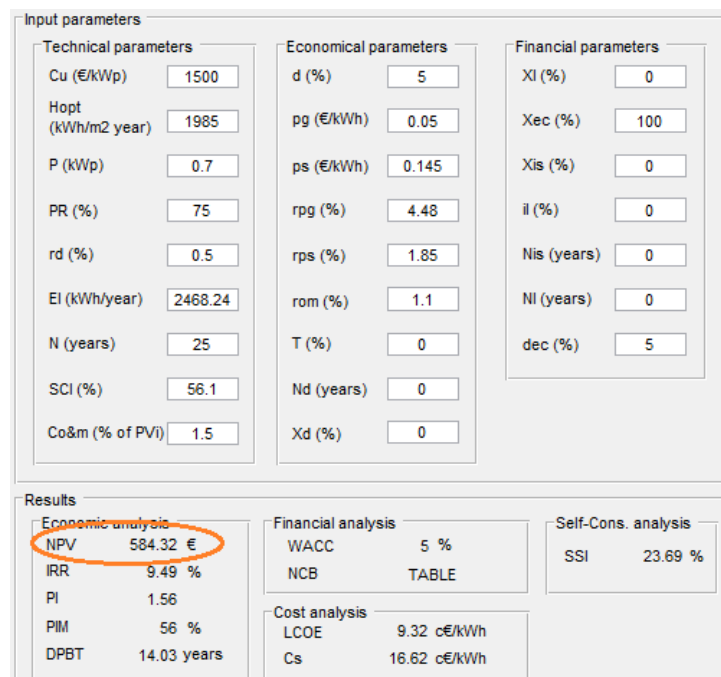 Input parameters
Technical parameters
Cu (€/kWp) 1500
Hopt
(kWh/m2 year) 1985
P (kWp) 0.7
PR (%) 75
rd (%) 0.5
El (kWh/year) 2468.24
N (years) 25
SCI (%) 56.1
Co&m (% of PVi) 1.5
Economical parameters
d (%) 5
pg (€/kWh) 0.05
ps (€/kWh) 0.145
rpg (%) 4.48
rps (%) 1.85
rom (%) 1.1
T (%) 0
Nd (years) 0
Xd (%) 0
Financial parameters
Xl (%) 0
Xec (%) 100
Xis (%) 0
il (%) 0
Nis (years) 0
Nl (years) 0
dec (%) 5
Results
Economic analysis
NPV 584.32 €
IRR 9.49 %
PI 1.56
PIM 56 %
DPBT 14.03 years
Financial analysis
WACC 5 %
NCB TABLE
Cost analysis
LCOE 9.32 c€/kWh
Cs 16.62 c€/kWh
Self-Cons. analysis
SSI 23.69 %